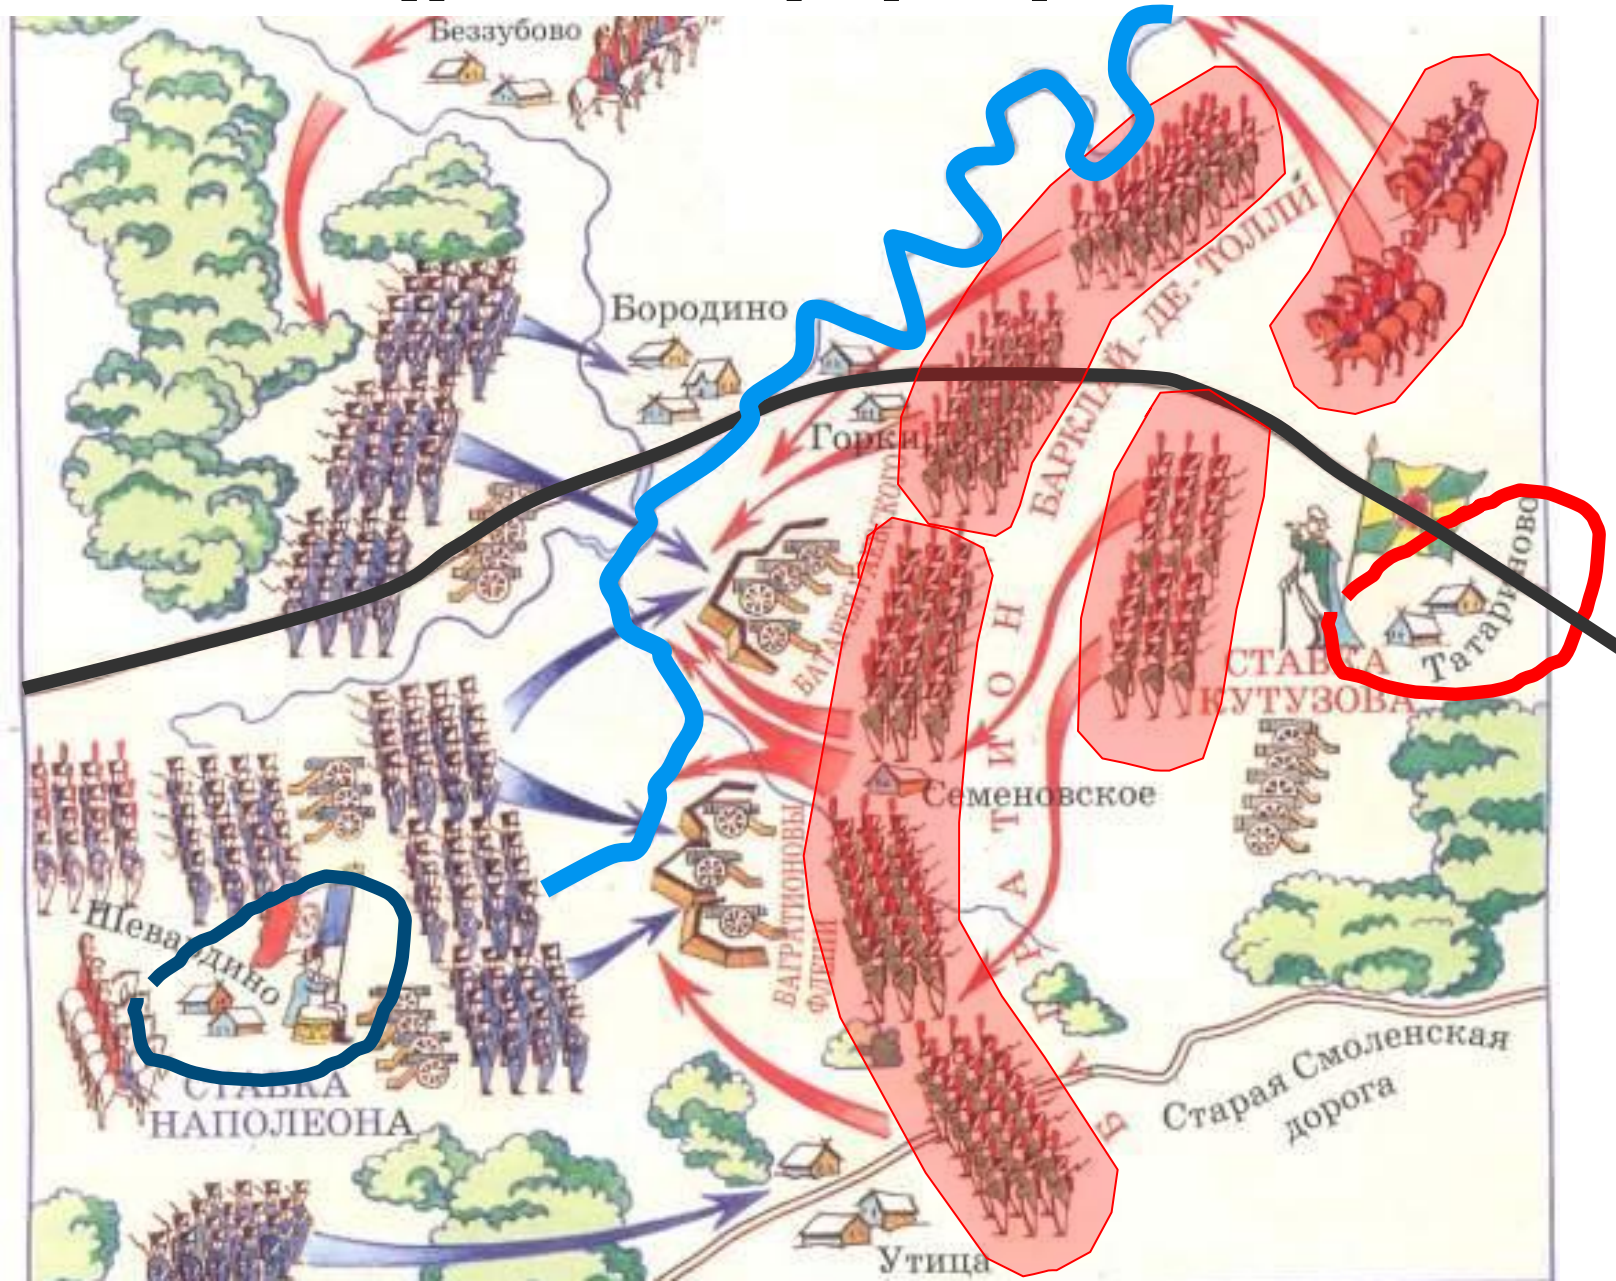 Беззубово
Бородино
Горки
БАРКЛАЙ-ДЕ-ТОЛЛИ
БАГРАТИОН
Татариново
СТАВКА
КУТУЗОВА
Семеновское
БАГРАТИОНОВЫ
ФЛЕШИ
Шевардино
СТАВКА
НАПОЛЕОНА
Старая Смоленская
дорога
Утица